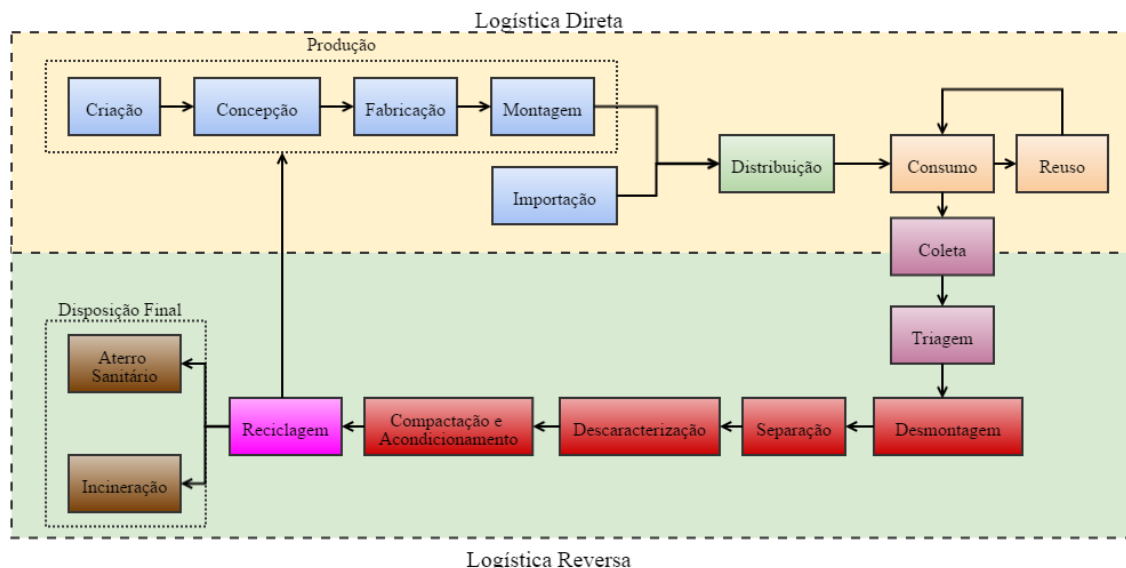 Logística Direta
Produção
Criação
Concepção
Fabricação
Montagem
Importação
Distribuição
Consumo
Reuso
Coleta
Triagem
Disposição Final
Aterro
Sanitário
Incineração
Reciclagem
Compactação e
Acondicionamento
Descaracterização
Separação
Desmontagem
Logística Reversa